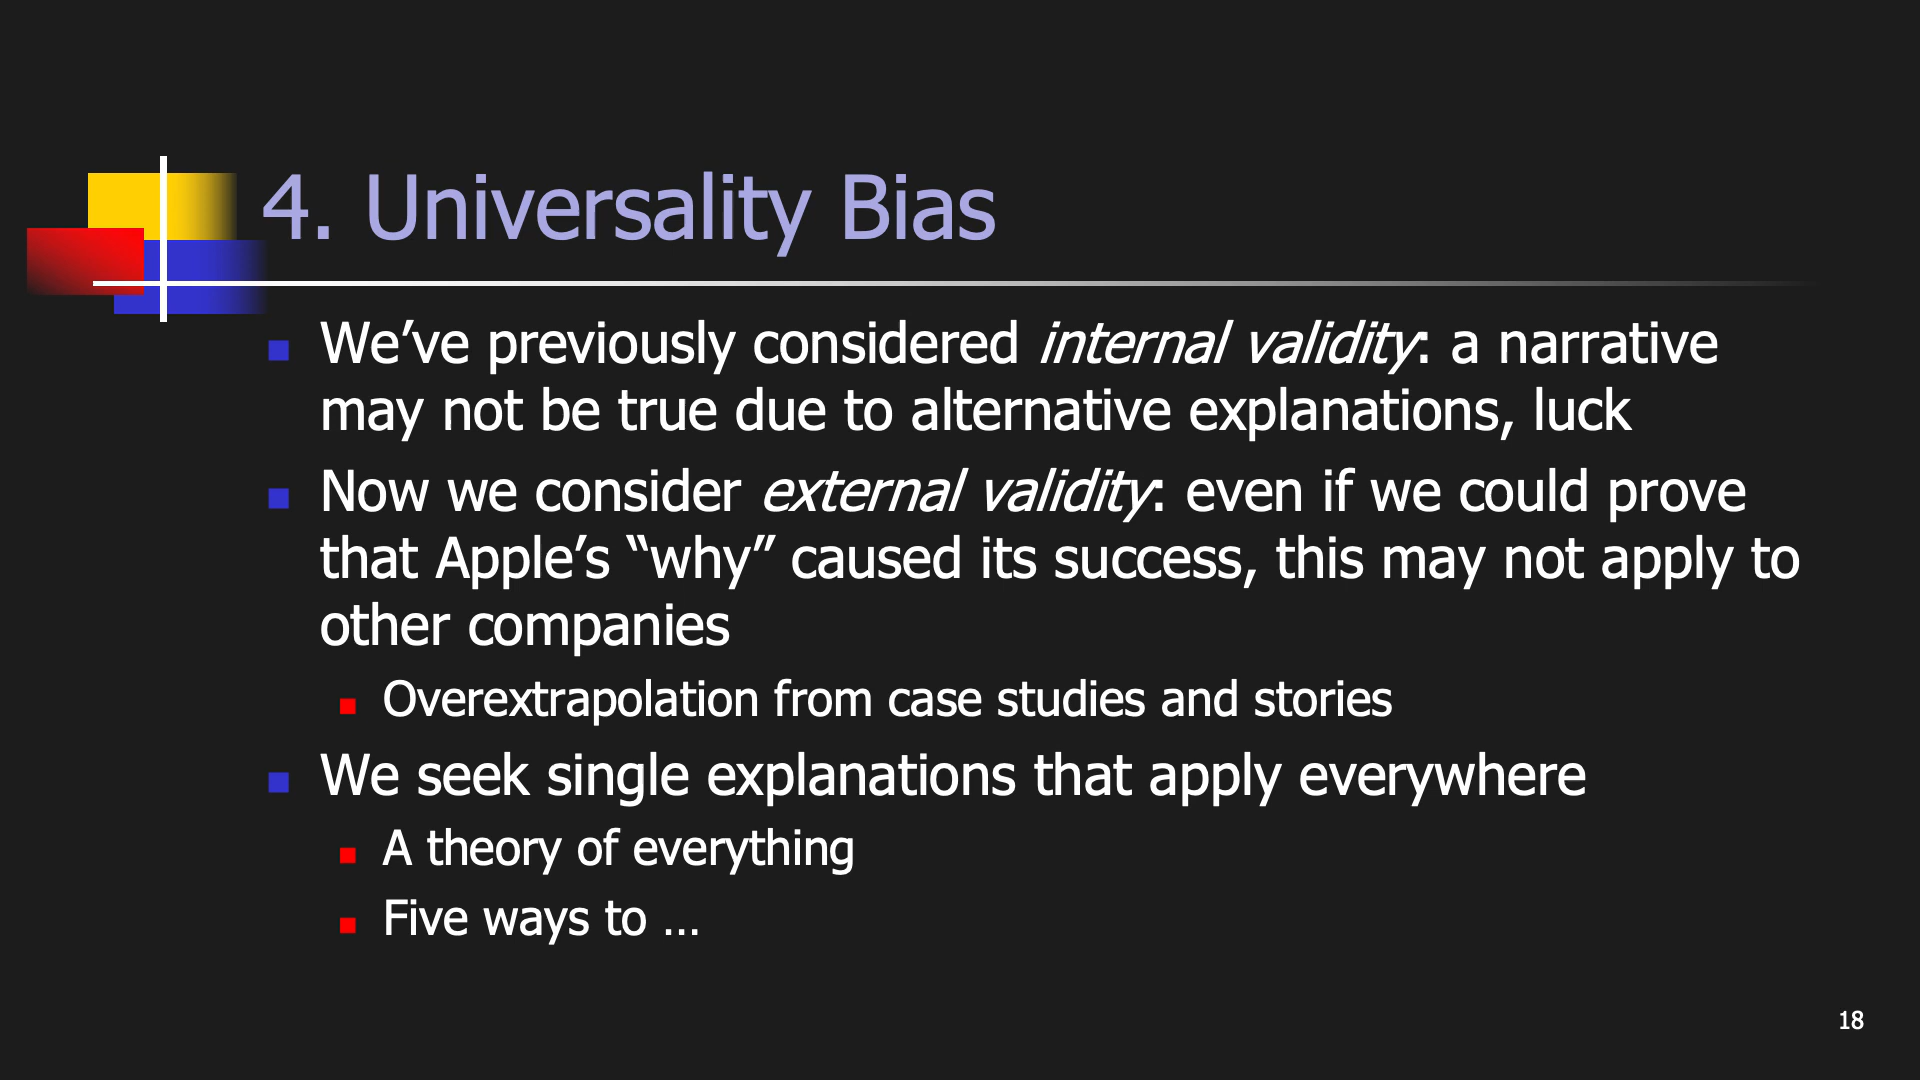 4. Universality Bias
We’ve previously considered internal validity: a narrative
may not be true due to alternative explanations, luck
Now we consider external validity: even if we could prove
that Apple’s “why” caused its success, this may not apply to
other companies
Overextrapolation from case studies and stories
We seek single explanations that apply everywhere
A theory of everything
Five ways to …
18